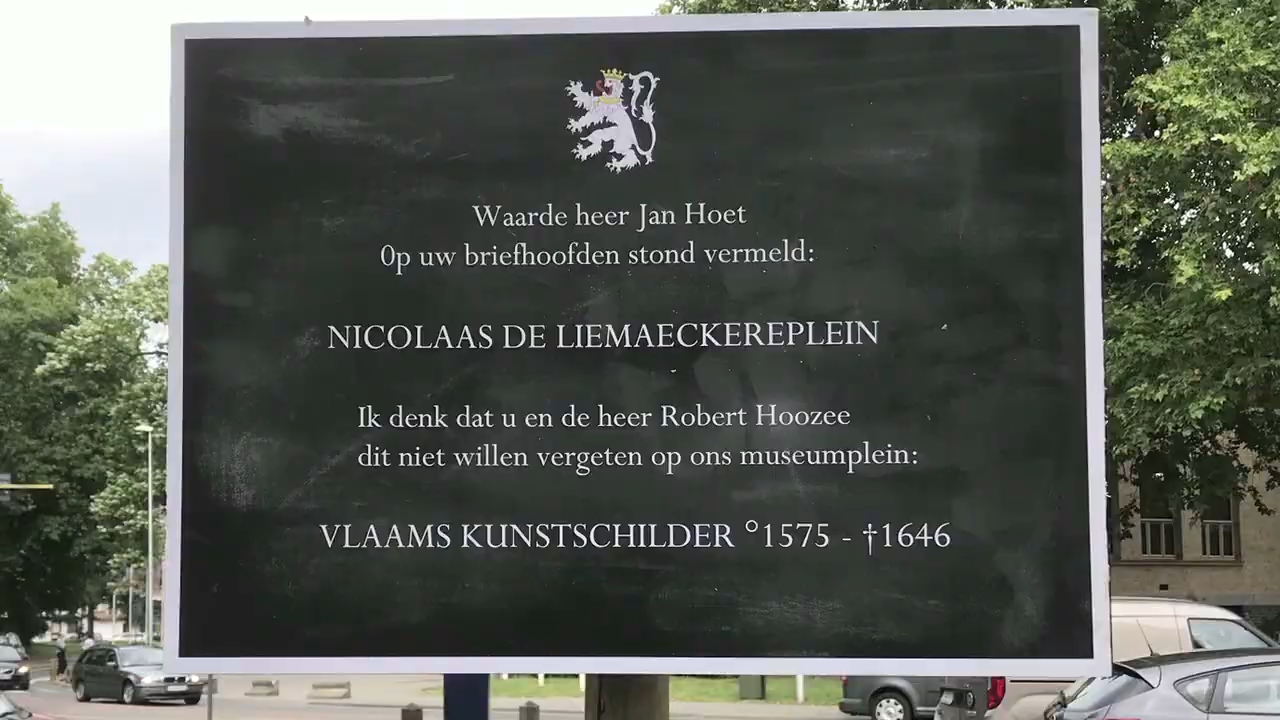 Waarde heer Jan Hoet
Op uw briefhoofden stond vermeld:
NICOLAAS DE LIEMAECKEREPLEIN
Ik denk dat u en de heer Robert Hoozee
dit niet willen vergeten op ons museumplein:
VLAAMS KUNSTSCHILDER °1575 - †1646